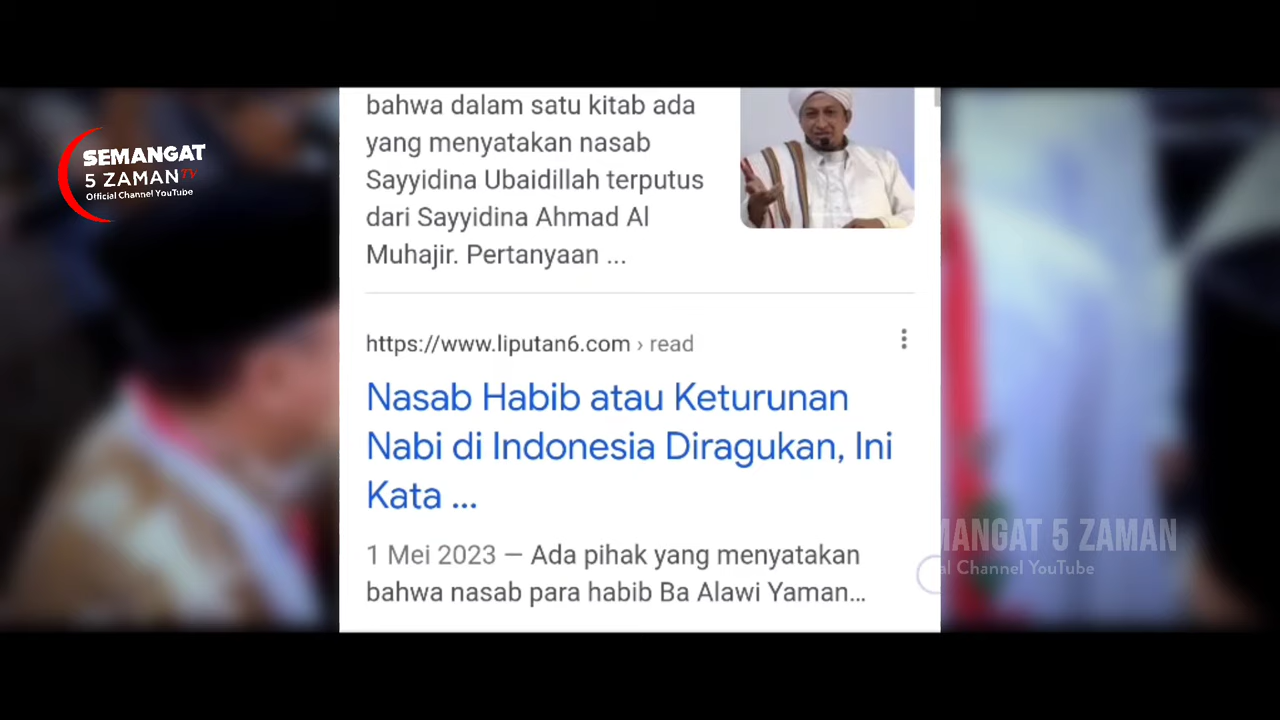 SEMANGAT
5 ZAMAN TV
Official Channel YouTube
bahwa dalam satu kitab ada
yang menyatakan nasab
Sayyidina Ubaidillah terputus
dari Sayyidina Ahmad Al
Muhajir. Pertanyaan ...
https://www.liputan6.com › read
Nasab Habib atau Keturunan
Nabi di Indonesia Diragukan, Ini
Kata ...
1 Mei 2023 — Ada pihak yang menyatakan
bahwa nasab para habib Ba Alawi Yaman...
MANGAT 5 ZAMAN
al Channel YouTube